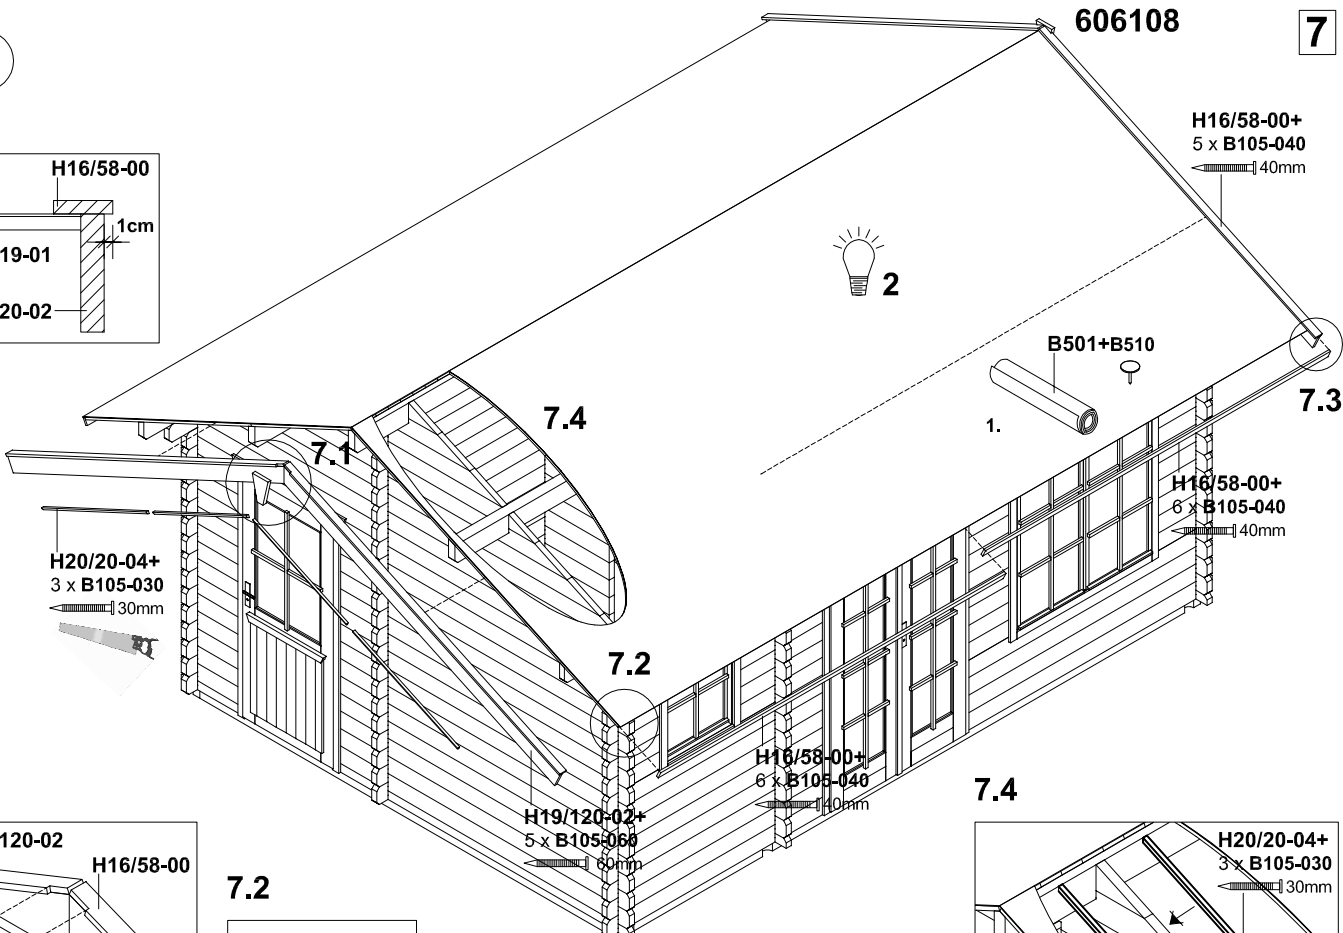 606108
7
H16/58-00+
5 x B105-040
40mm
H16/58-00
1cm
19-01
20-02
2
B501+B510
1.
7.3
7.4
7.1
H16/58-00+
6 x B105-040
40mm
H20/20-04+
3 x B105-030
30mm
7.2
H16/58-00+
6 x B105-040
40mm
H19/120-02+
5 x B105-060
60mm
7.4
120-02
H16/58-00
7.2
H20/20-04+
3 x B105-030
30mm